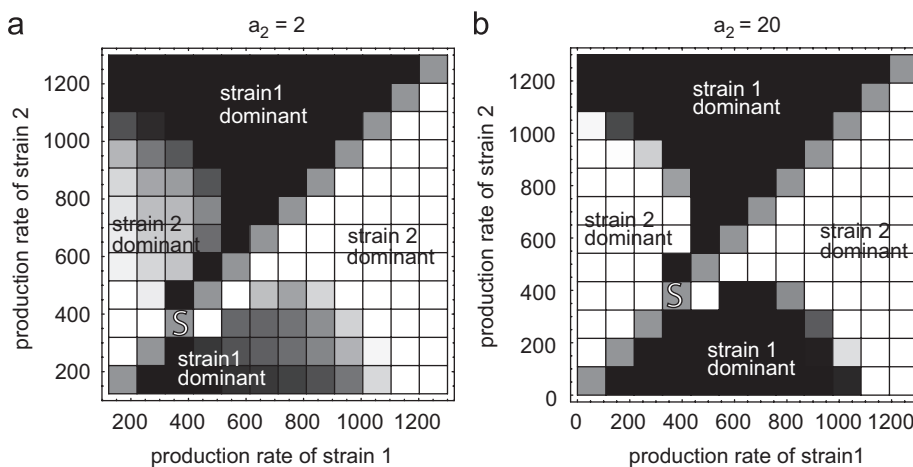 a
a₂ = 2
production rate of strain 2
1200
1000
800
600
400
200
strain1
dominant
strain 2
dominant
strain 2
dominant
S
strain1
dominant
200 400 600 800 1000 1200
production rate of strain 1
b
a₂ = 20
production rate of strain 2
1200
1000
800
600
400
200
0
strain 1
dominant
strain 2
dominant
strain 2
dominant
S
strain 1
dominant
0 200 400 600 800 1000 1200
production rate of strain1